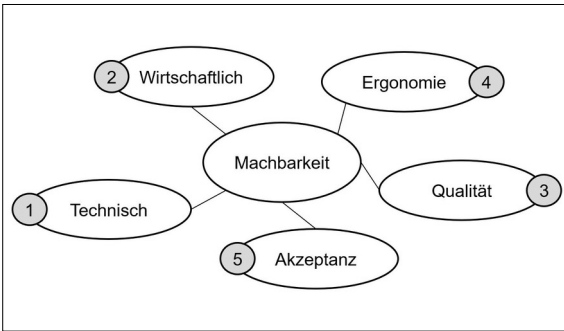 2 Wirtschaftlich
Ergonomie 4
Machbarkeit
Qualität 3
1 Technisch
5 Akzeptanz